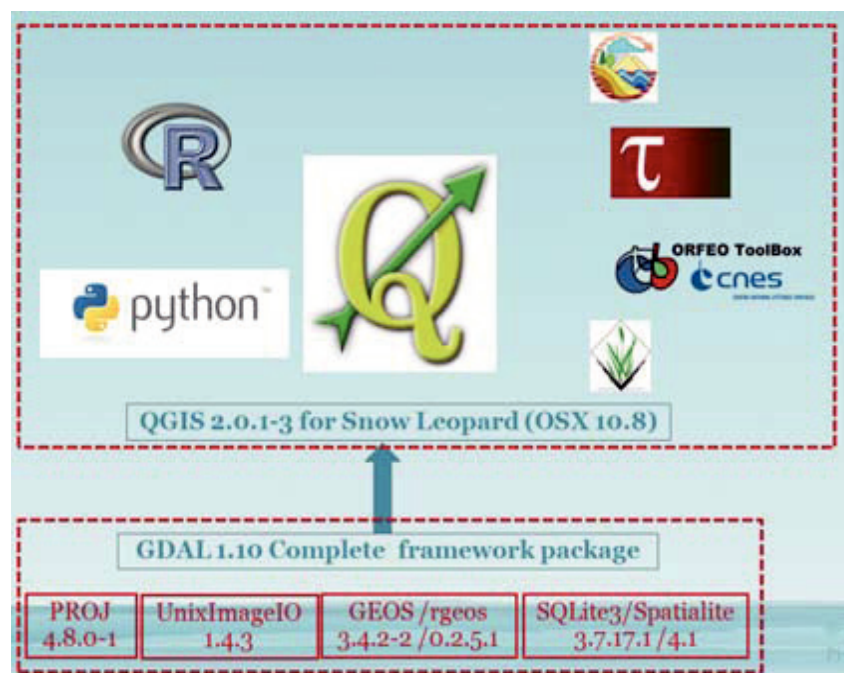 R
τ
ORFEO ToolBox
cnes
python™
QGIS 2.0.1-3 for Snow Leopard (OSX 10.8)
GDAL 1.10 Complete framework package
PROJ
4.8.0-1
UnixImageIO
1.4.3
GEOS /rgeos
3.4.2-2 /0.2.5.1
SQLite3/Spatialite
3.7.17.1 /4.1